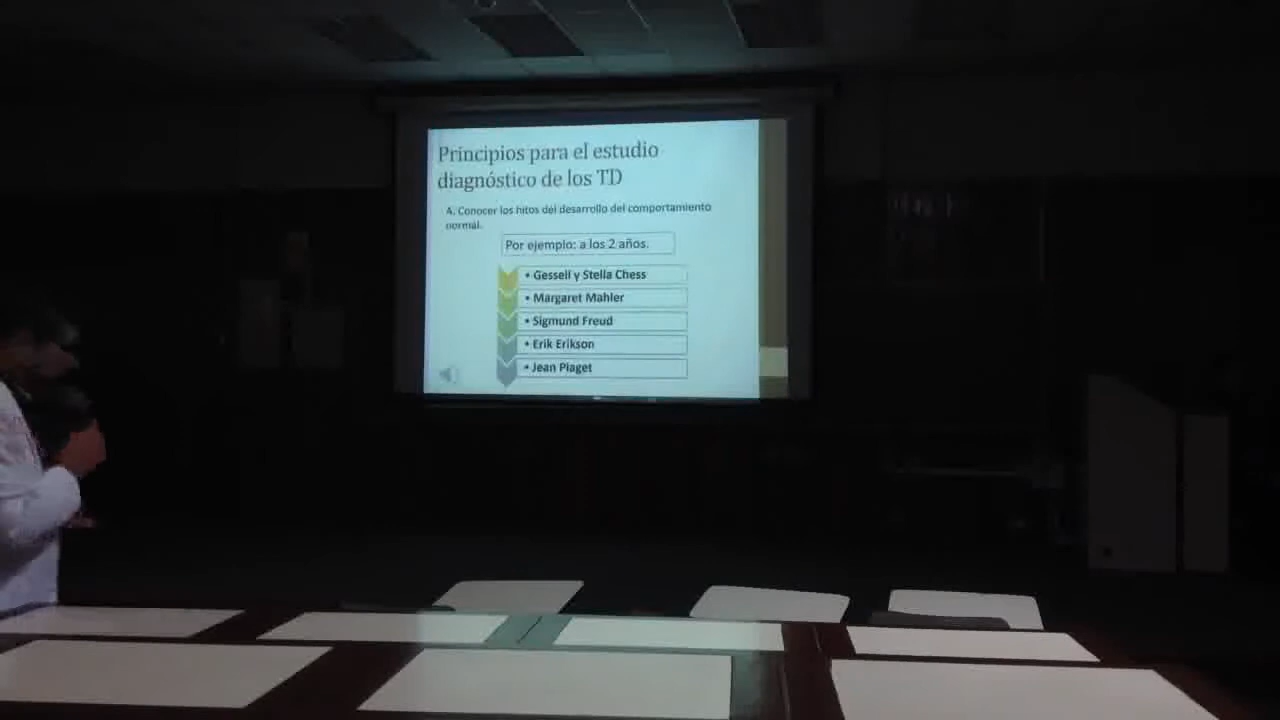 Principios para el estudio
diagnóstico de los TD
A. Conocer los hitos del desarrollo del comportamiento
normal.
Por ejemplo: a los 2 años.
• Gessell y Stella Chess
• Margaret Mahler
• Sigmund Freud
• Erik Erikson
• Jean Piaget